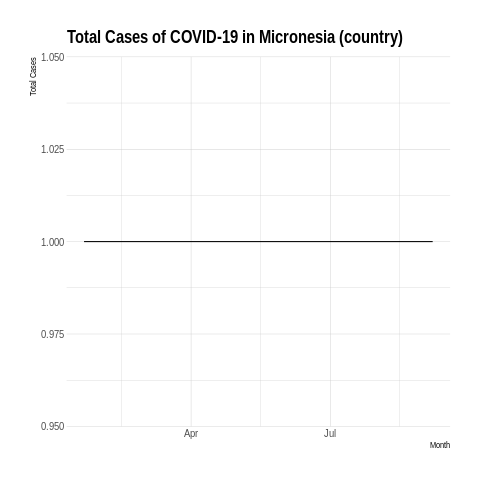 Total Cases of COVID-19 in Micronesia (country)
Total Cases
1.050
1.025
1.000
0.975
0.950
Apr
Jul
Month